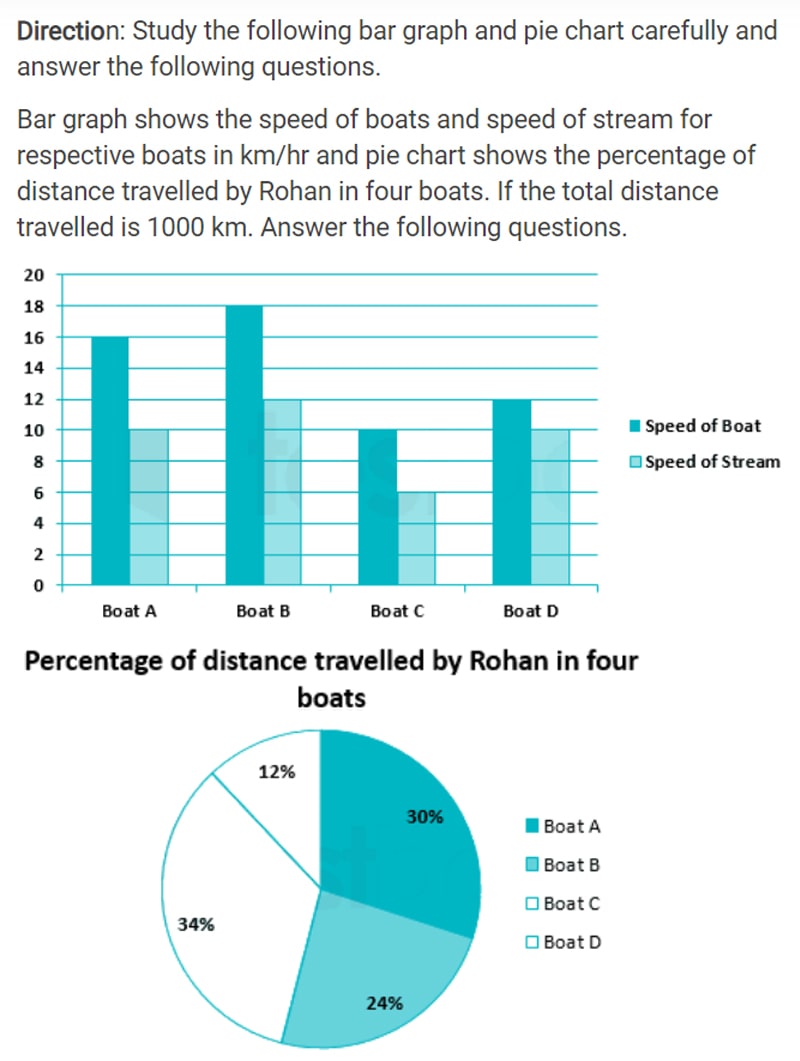 Direction: Study the following bar graph and pie chart carefully and
answer the following questions.
Bar graph shows the speed of boats and speed of stream for
respective boats in km/hr and pie chart shows the percentage of
distance travelled by Rohan in four boats. If the total distance
travelled is 1000 km. Answer the following questions.
20
18
16
14
12
10
8
6
4
2
0
Boat A Boat B Boat C Boat D
Speed of Boat
Speed of Stream
Percentage of distance travelled by Rohan in four
boats
12%
30%
34%
24%
Boat A
Boat B
Boat C
Boat D